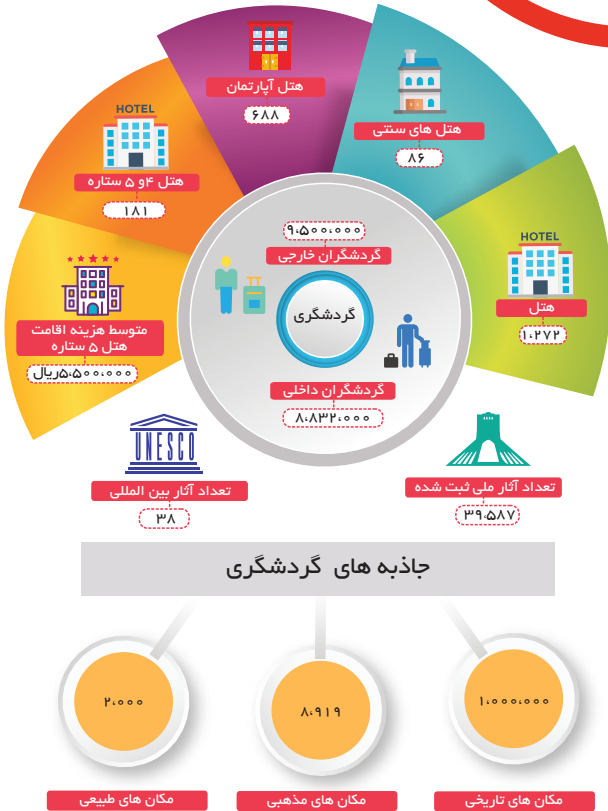 هتل آپارتمان
۶۸۸
هتل های سنتی
۸۶
HOTEL
هتل ۴و ۵ ستاره
۱۸۱
HOTEL
هتل
۱،۲۷۲
متوسط هزینه اقامت
هتل ۵ ستاره
۵،۵۰۰،۰۰۰ریال
۹،۵۰۰،۰۰۰
گردشگران خارجی
گردشگری
گردشگران داخلی
۸،۸۳۲،۰۰۰
تعداد آثار ملی ثبت شده
۳۹،۵۸۷
UNESCO
تعداد آثار بین المللی
۳۸
جاذبه های گردشگری
۱،۰۰۰،۰۰۰
مکان های تاریخی
۸،۹۱۹
مکان های مذهبی
۲،۰۰۰
مکان های طبیعی